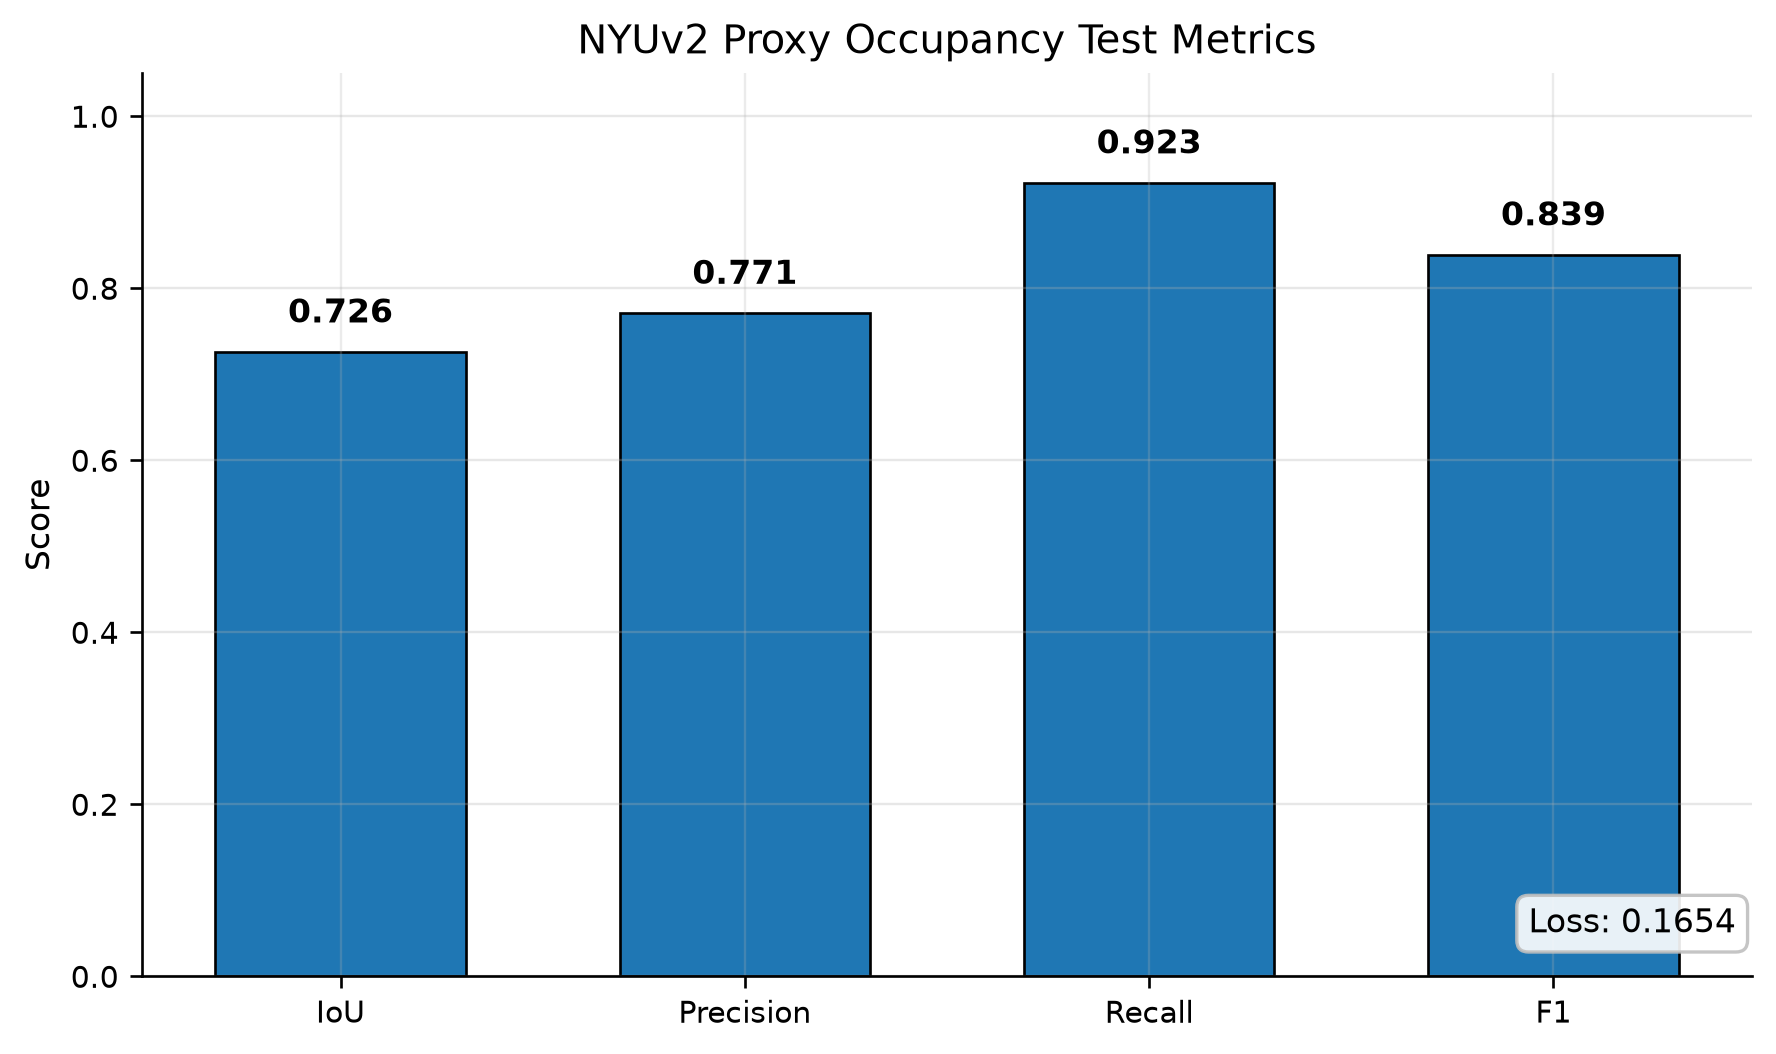 NYUv2 Proxy Occupancy Test Metrics
Score
1.0
0.8
0.6
0.4
0.2
0.0
0.726
0.771
0.923
0.839
Loss: 0.1654
IoU
Precision
Recall
F1